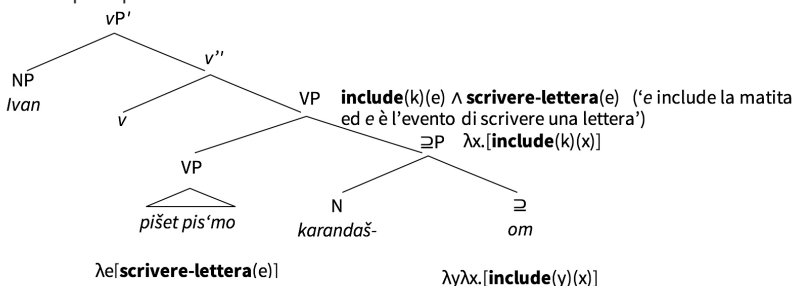 vP'
v''
NP
Ivan
v
VP
include(k)(e) ∧ scrivere-lettera(e) ('e include la matita
ed e è l'evento di scrivere una lettera')
⊇P λx.[include(k)(x)]
VP
N
⊇
pišet pis'mo
karandaš-
om
λe[scrivere-lettera(e)]
λyλx.[include(y)(x)]